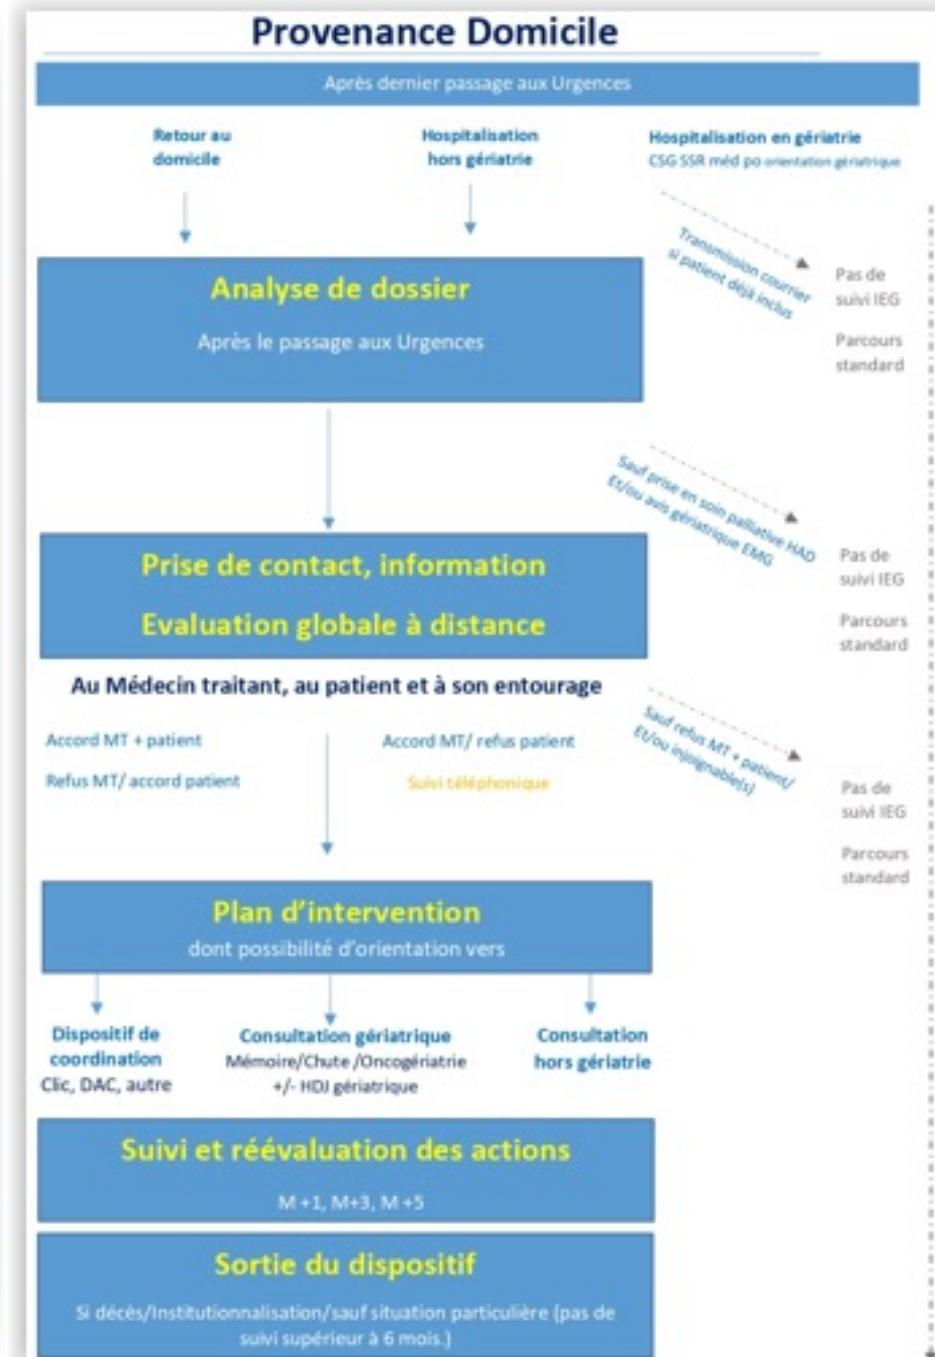 Provenance Domicile
Après dernier passage aux Urgences
Retour au
domicile
Hospitalisation
hors gériatrie
Hospitalisation en gériatrie
CSG SSR méd po orientation gériatrique
Transmission courrier
si patient déjà inclus
Pas de
suivi IEG
Parcours
standard
Analyse de dossier
Après le passage aux Urgences
Sauf prise en soin palliative HAD
Et/ou avis gériatrique EMG
Pas de
suivi IEG
Parcours
standard
Prise de contact, information
Evaluation globale à distance
Au Médecin traitant, au patient et à son entourage
Accord MT + patient
Refus MT/ accord patient
Accord MT/ refus patient
Suivi téléphonique
Sauf refus MT + patient/
Et/ou injoignable(s)
Pas de
suivi IEG
Parcours
standard
Plan d'intervention
dont possibilité d'orientation vers
Dispositif de
coordination
Clic, DAC, autre
Consultation gériatrique
Mémoire/Chute /Oncogériatrie
+/- HDJ gériatrique
Consultation
hors gériatrie
Suivi et réévaluation des actions
M +1, M+3, M +5
Sortie du dispositif
Si décès/Institutionnalisation/sauf situation particulière (pas de
suivi supérieur à 6 mois.)